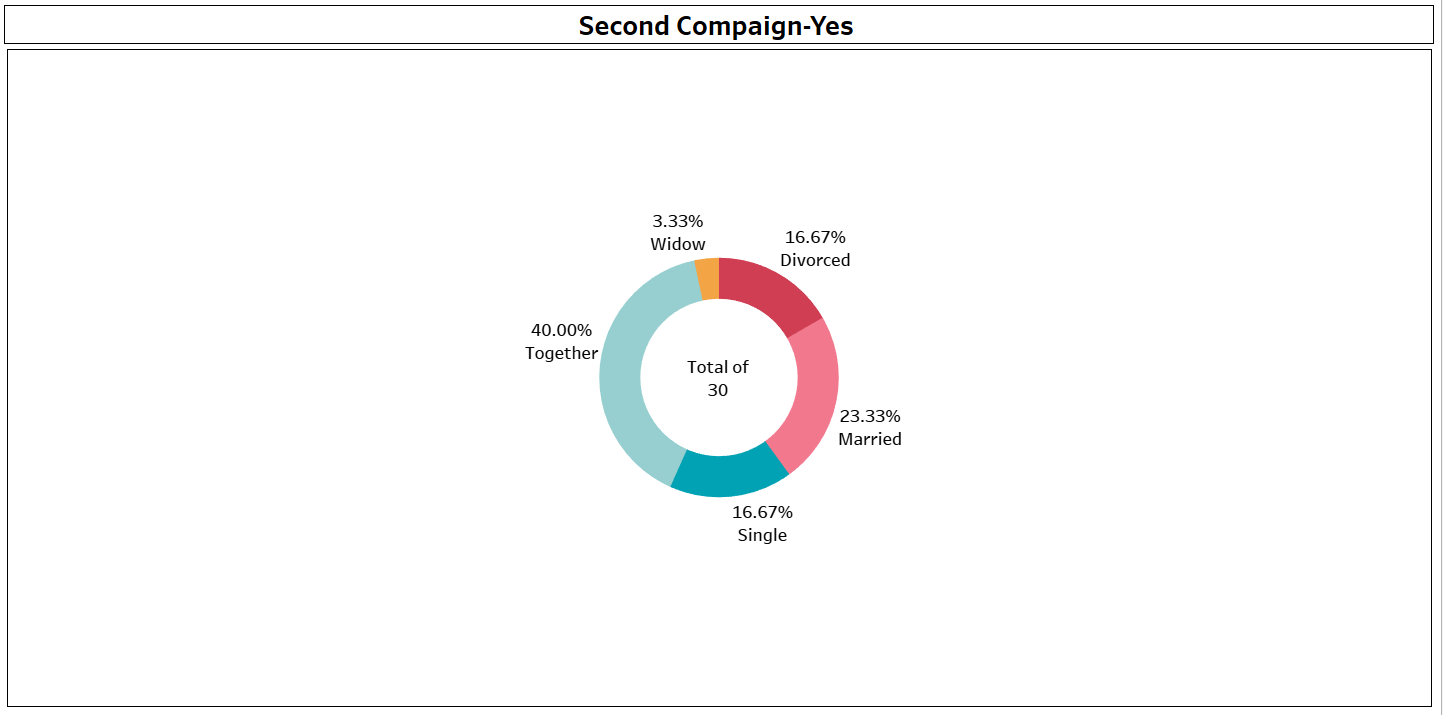 Second Compaign-Yes
3.33%
Widow
16.67%
Divorced
40.00%
Together
Total of
30
23.33%
Married
16.67%
Single